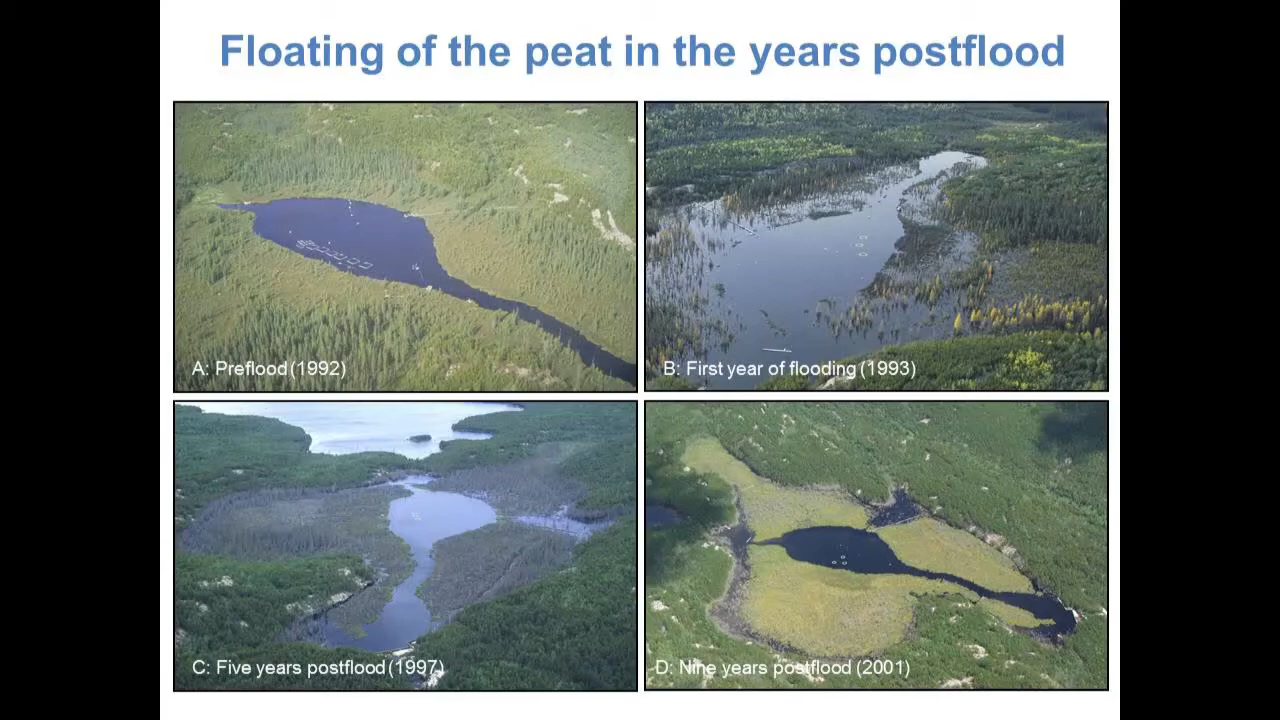 Floating of the peat in the years postflood
A: Preflood (1992)
B: First year of flooding (1993)
C: Five years postflood (1997)
D: Nine years postflood (2001)